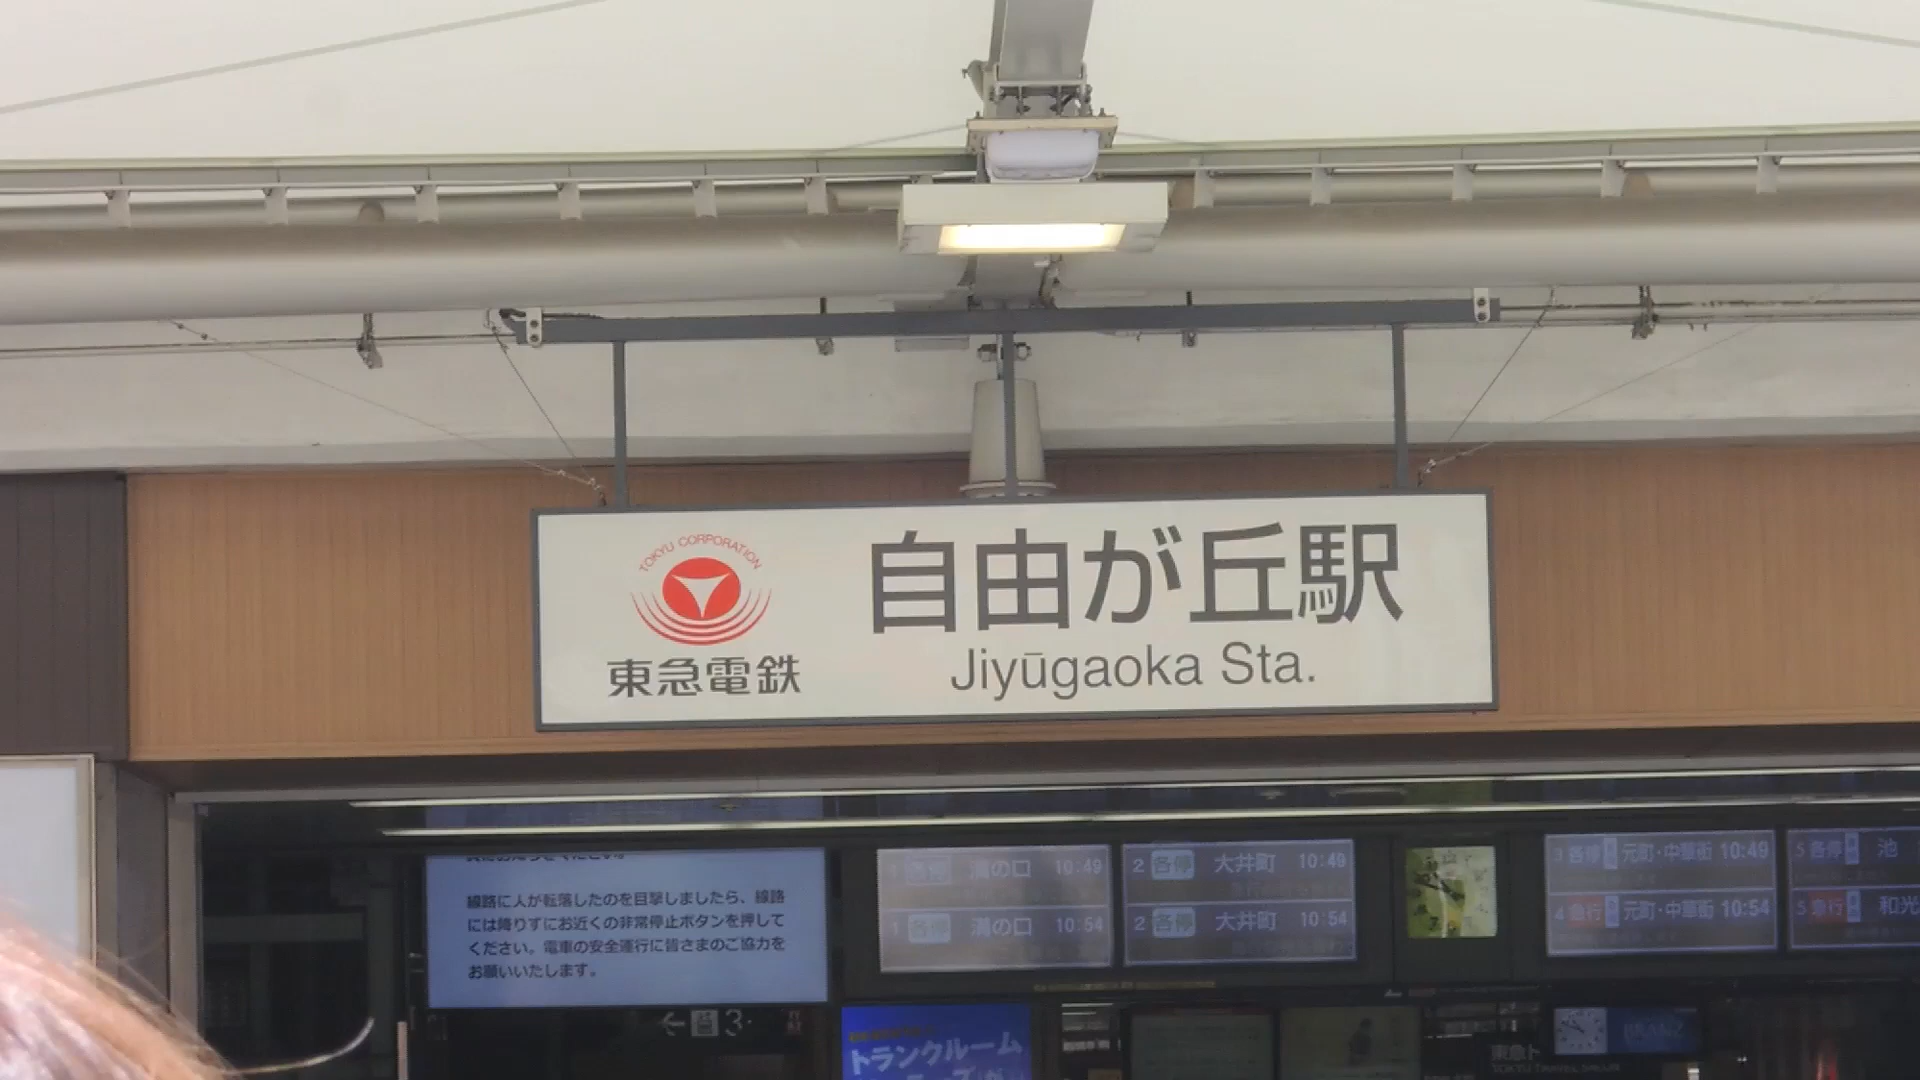 TOKYU CORPORATION
東急電鉄
自由が丘駅
Jiyūgaoka Sta.
線路に人が転落したのを目撃しましたら、線路
には降りずにお近くの非常停止ボタンを押して
ください。電車の安全運行に皆さまのご協力を
お願いいたします。
1 各停 溝の口 10:49
1 各停 溝の口 10:54
2 各停 大井町 10:49
2 各停 大井町 10:54
3 各停 元町・中華街 10:49
4 急行 元町・中華街 10:54
5 各停 池
5 急行 和光
← 3
トランクルーム
東急ト